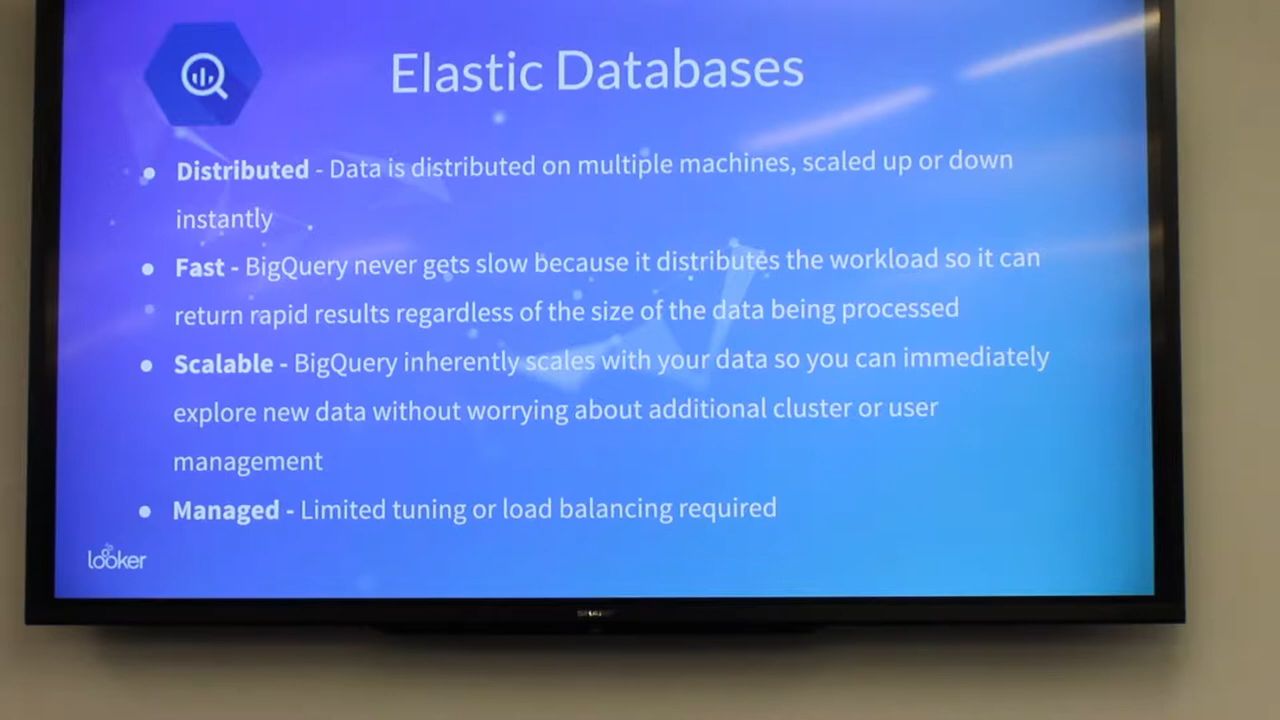 Elastic Databases
● Distributed - Data is distributed on multiple machines, scaled up or down
instantly
● Fast - BigQuery never gets slow because it distributes the workload so it can
return rapid results regardless of the size of the data being processed
● Scalable - BigQuery inherently scales with your data so you can immediately
explore new data without worrying about additional cluster or user
management
● Managed - Limited tuning or load balancing required
looker
SHARP